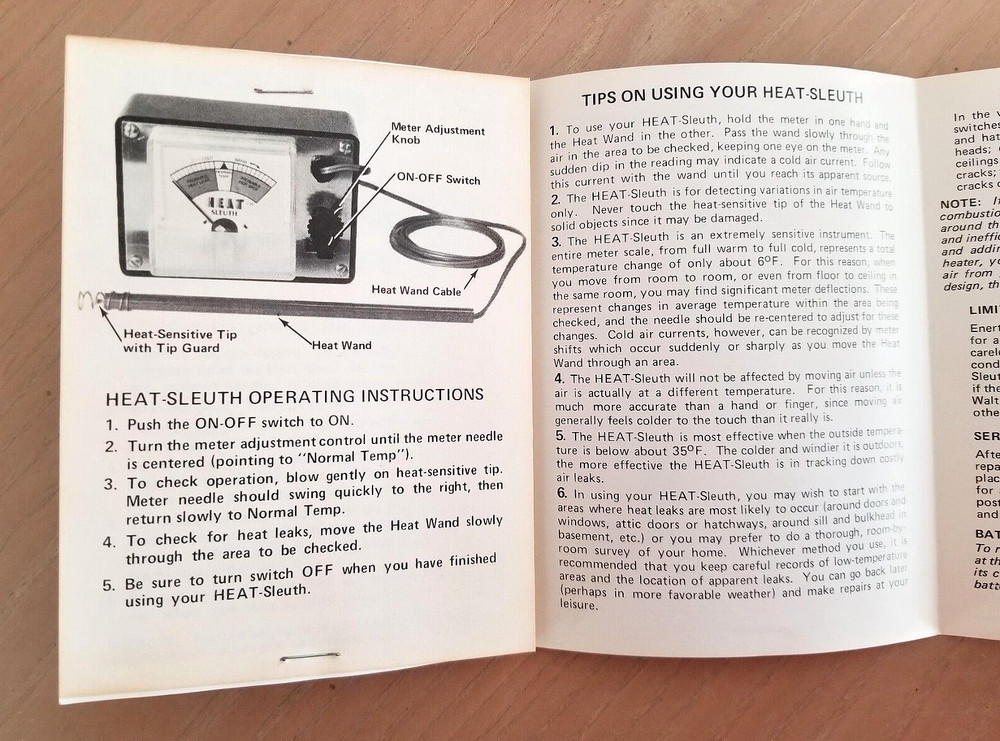 Meter Adjustment
Knob
ON-OFF Switch
HEAT
SLEUTH
Heat Wand Cable
Heat-Sensitive Tip
with Tip Guard
Heat Wand
HEAT-SLEUTH OPERATING INSTRUCTIONS
1. Push the ON-OFF switch to ON.
2. Turn the meter adjustment control until the meter needle
is centered (pointing to "Normal Temp").
3. To check operation, blow gently on heat-sensitive tip.
Meter needle should swing quickly to the right, then
return slowly to Normal Temp.
4. To check for heat leaks, move the Heat Wand slowly
through the area to be checked.
5. Be sure to turn switch OFF when you have finished
using your HEAT-Sleuth.
TIPS ON USING YOUR HEAT-SLEUTH
1. To use your HEAT-Sleuth, hold the meter in one hand and
the Heat Wand in the other. Pass the wand slowly through the
air in the area to be checked, keeping one eye on the meter. Any
sudden dip in the reading may indicate a cold air current. Follow
this current with the wand until you reach its apparent source.
2. The HEAT-Sleuth is for detecting variations in air temperature
only. Never touch the heat-sensitive tip of the Heat Wand to
solid objects since it may be damaged.
3. The HEAT-Sleuth is an extremely sensitive instrument. The
entire meter scale, from full warm to full cold, represents a total
temperature change of only about 6°F. For this reason, when
you move from room to room, or even from floor to ceiling in
the same room, you may find significant meter deflections. These
represent changes in average temperature within the area being
checked, and the needle should be re-centered to adjust for these
changes. Cold air currents, however, can be recognized by meter
shifts which occur suddenly or sharply as you move the Heat
Wand through an area.
4. The HEAT-Sleuth will not be affected by moving air unless the
air is actually at a different temperature. For this reason, it is
much more accurate than a hand or finger, since moving air
generally feels colder to the touch than it really is.
5. The HEAT-Sleuth is most effective when the outside tempera-
ture is below about 35°F. The colder and windier it is outdoors,
the more effective the HEAT-Sleuth is in tracking down costly
air leaks.
6. In using your HEAT-Sleuth, you may wish to start with the
areas where heat leaks are most likely to occur (around doors and
windows, attic doors or hatchways, around sill and bulkhead in
basement, etc.) or you may prefer to do a thorough, room-by-
room survey of your home. Whichever method you use, it is
recommended that you keep careful records of low-temperature
areas and the location of apparent leaks. You can go back later
(perhaps in more favorable weather) and make repairs at your
leisure.
In the
switches
and hat
heads;
ceilings
cracks;
cracks
NOTE:
combustio
around th
and ineffic
and addin
heater, yo
air from
design, th
LIMI
Enert
for a
carele
cond
Sleut
if the
Walt
othe
SER
Afte
repa
plac
for
post
and
BAT
To r
at th
its c
batt